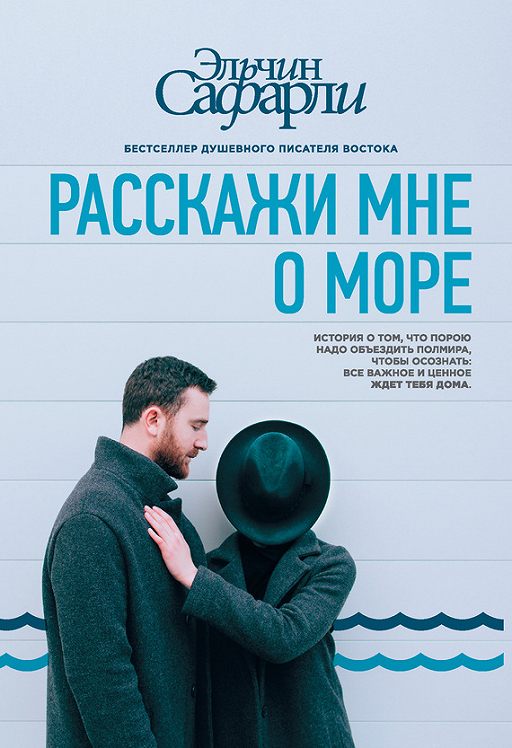 Эльчин
Сафарли
БЕСТСЕЛЛЕР ДУШЕВНОГО ПИСАТЕЛЯ ВОСТОКА
РАССКАЖИ МНЕ
О МОРЕ
ИСТОРИЯ О ТОМ, ЧТО ПОРОЮ
НАДО ОБЪЕЗДИТЬ ПОЛМИРА,
ЧТОБЫ ОСОЗНАТЬ:
ВСЕ ВАЖНОЕ И ЦЕННОЕ
ЖДЕТ ТЕБЯ ДОМА.